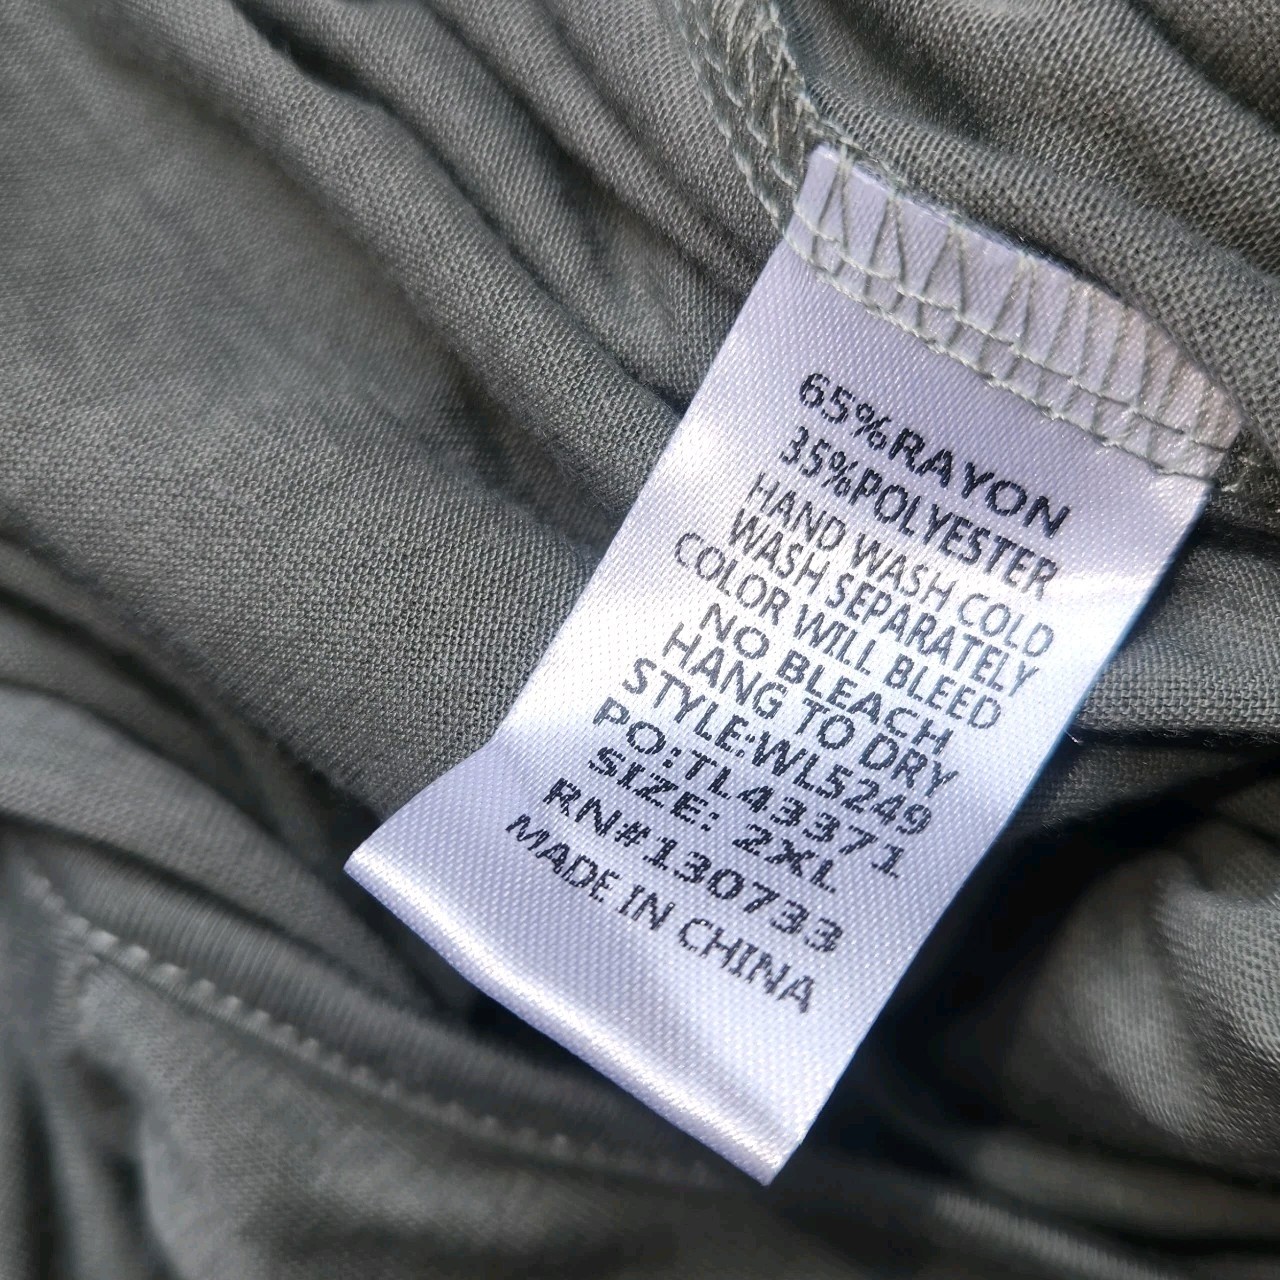 65%RAYON
35%POLYESTER
HAND WASH COLD
WASH SEPARATELY
COLOR WILL BLEED
NO BLEACH
HANG TO DRY
STYLE:WL5249
PO:TL43371
SIZE: 2XL
RN#130733
MADE IN CHINA